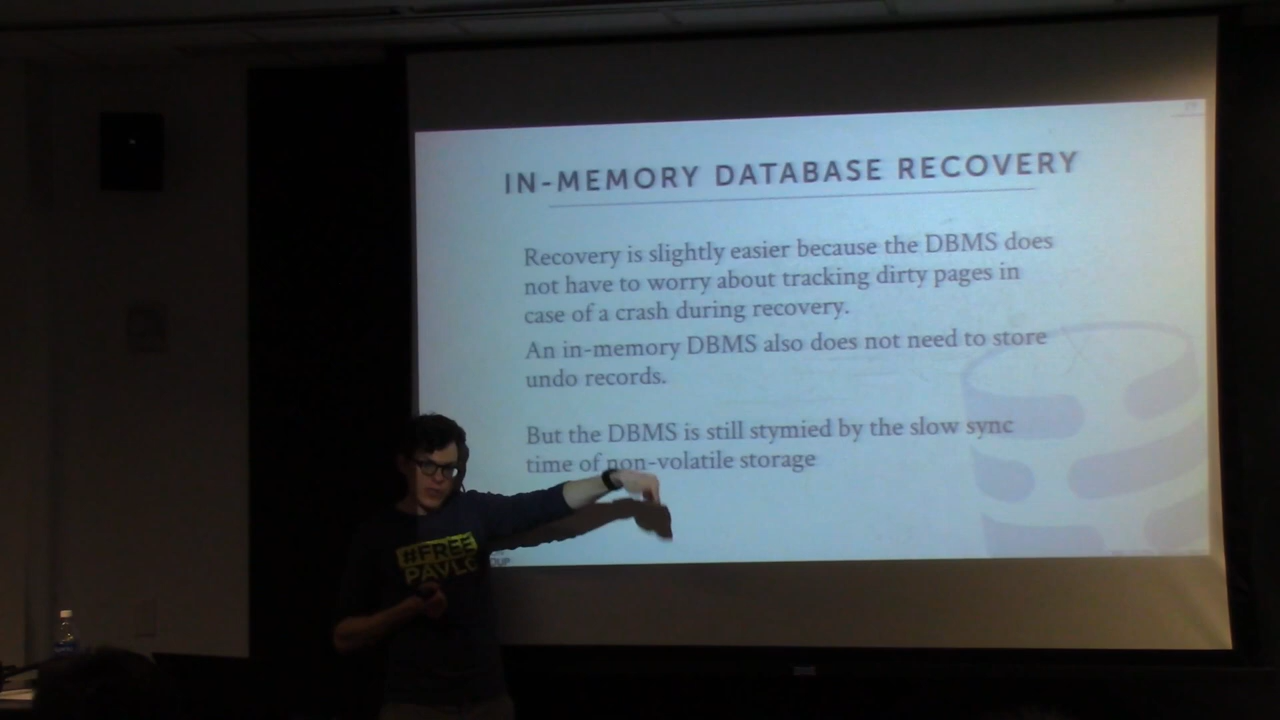 IN-MEMORY DATABASE RECOVERY
Recovery is slightly easier because the DBMS does
not have to worry about tracking dirty pages in
case of a crash during recovery.
An in-memory DBMS also does not need to store
undo records.
But the DBMS is still stymied by the slow sync
time of non-volatile storage
#FREE
PAVLO
OUP